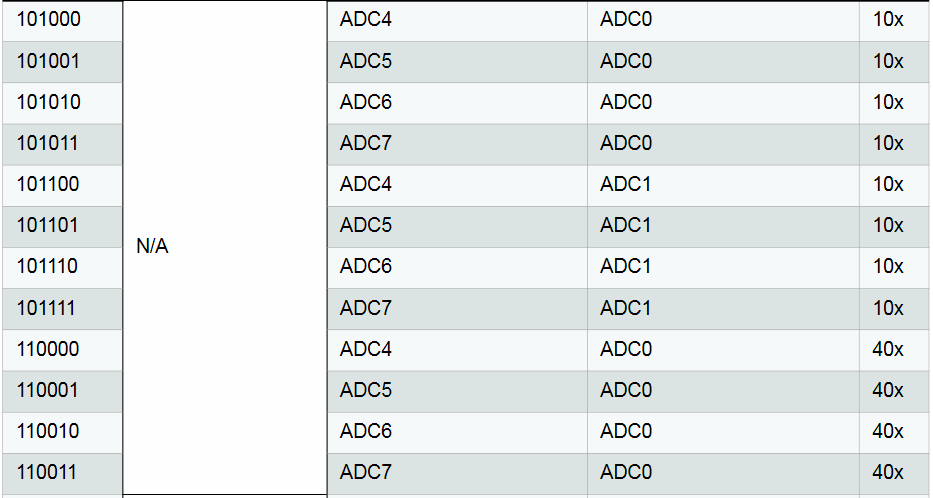 101000 ADC4 ADC0 10x
101001 ADC5 ADC0 10x
101010 ADC6 ADC0 10x
101011 ADC7 ADC0 10x
101100 ADC4 ADC1 10x
101101 ADC5 ADC1 10x
N/A
101110 ADC6 ADC1 10x
101111 ADC7 ADC1 10x
110000 ADC4 ADC0 40x
110001 ADC5 ADC0 40x
110010 ADC6 ADC0 40x
110011 ADC7 ADC0 40x